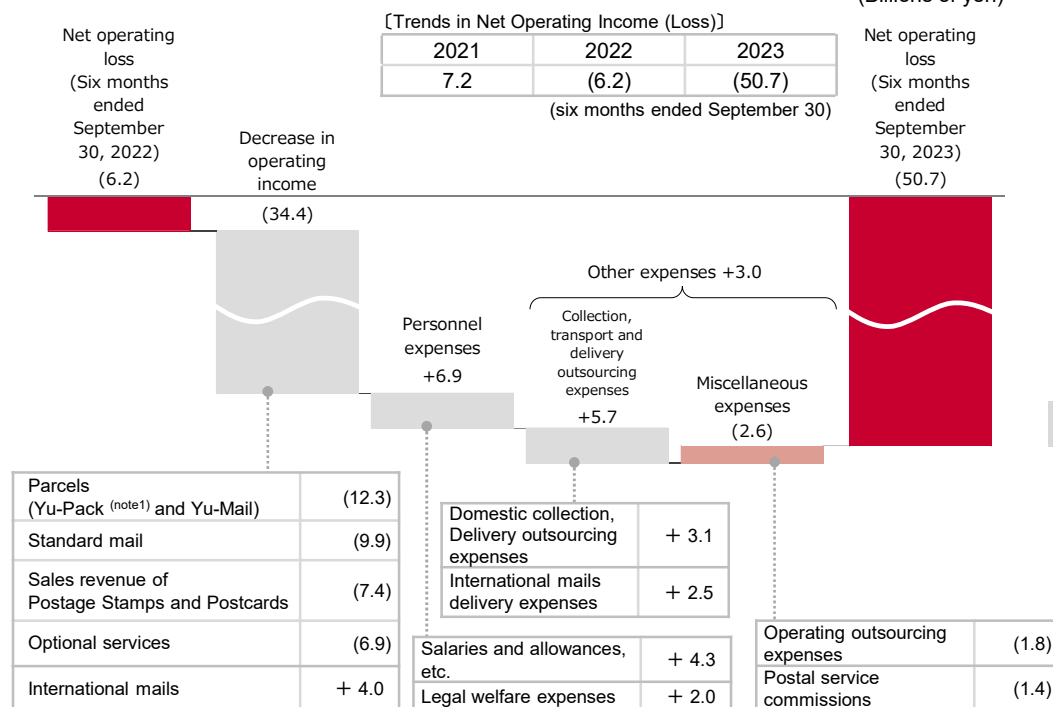 〔Trends in Net Operating Income (Loss)〕
2021 2022 2023
7.2 (6.2) (50.7)
(six months ended September 30)
Net operating
loss
(Six months
ended
September
30, 2022)
(6.2)
Decrease in
operating
income
(34.4)
Personnel
expenses
+6.9
Other expenses +3.0
Collection,
transport and
delivery
outsourcing
expenses
+5.7
Miscellaneous
expenses
(2.6)
Net operating
loss
(Six months
ended
September
30, 2023)
(50.7)
Parcels
(Yu-Pack (note1) and Yu-Mail) (12.3)
Standard mail (9.9)
Sales revenue of
Postage Stamps and Postcards (7.4)
Optional services (6.9)
International mails + 4.0
Salaries and allowances,
etc. + 4.3
Legal welfare expenses + 2.0
Domestic collection,
Delivery outsourcing
expenses + 3.1
International mails
delivery expenses + 2.5
Operating outsourcing
expenses (1.8)
Postal service
commissions (1.4)